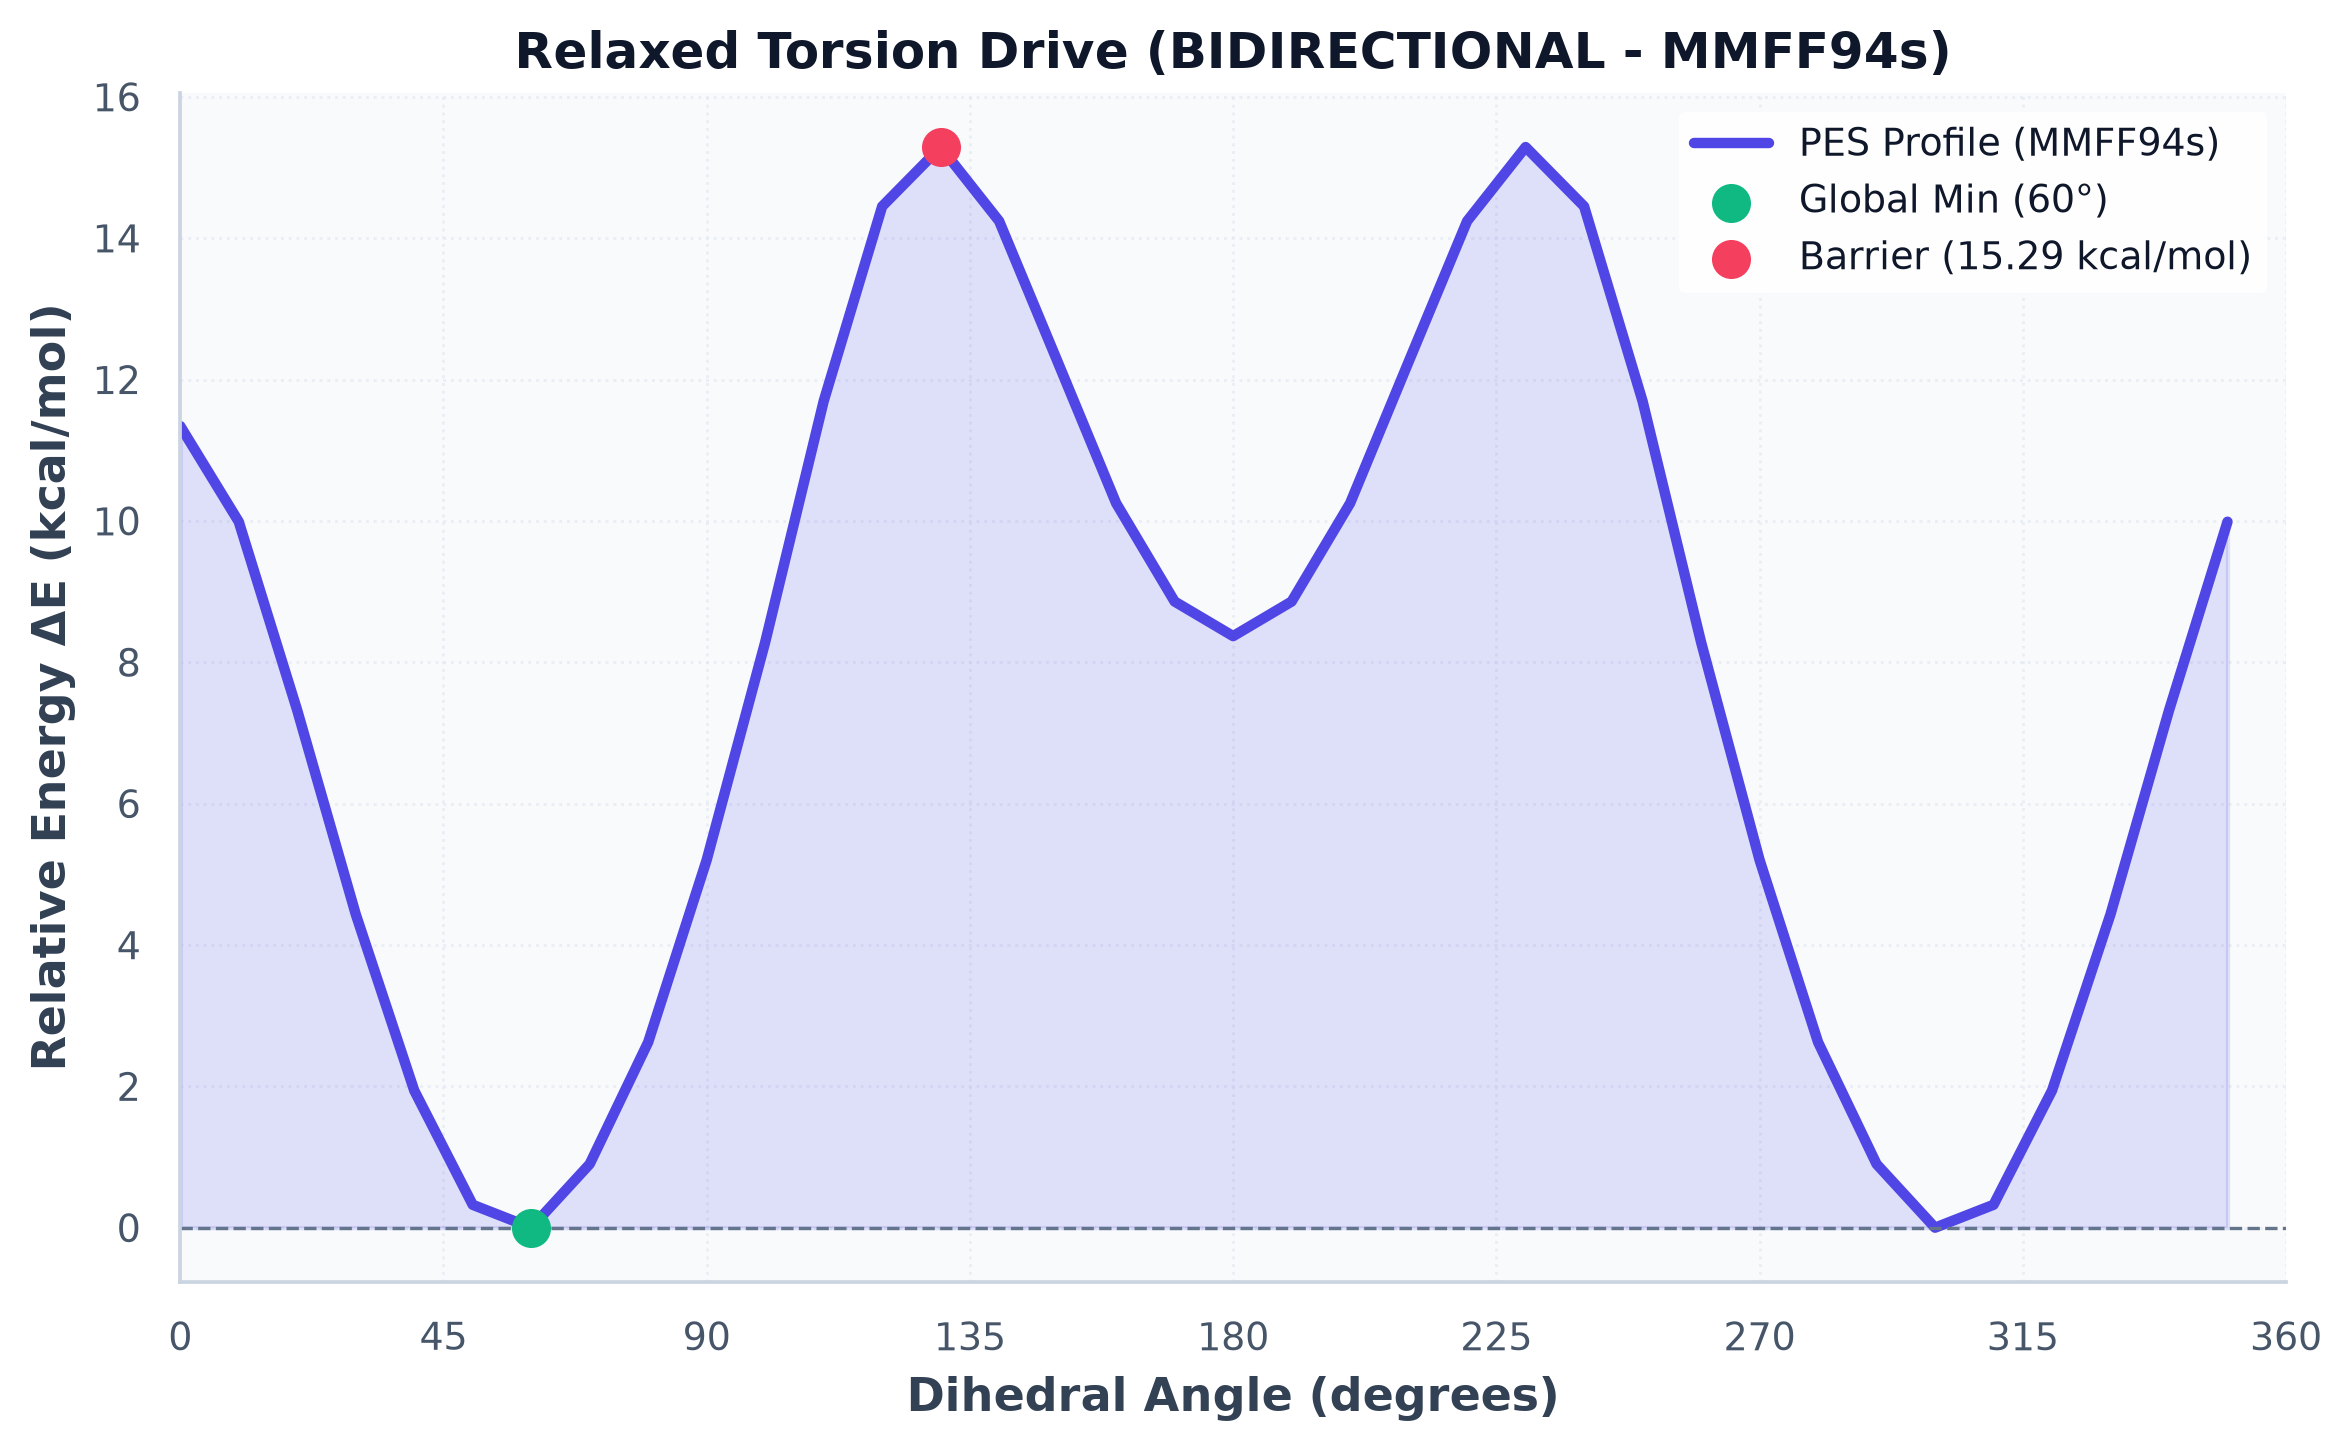 Relaxed Torsion Drive (BIDIRECTIONAL - MMFF94s)
PES Profile (MMFF94s)
Global Min (60°)
Barrier (15.29 kcal/mol)
Relative Energy ΔE (kcal/mol)
16
14
12
10
8
6
4
2
0
0 45 90 135 180 225 270 315 360
Dihedral Angle (degrees)